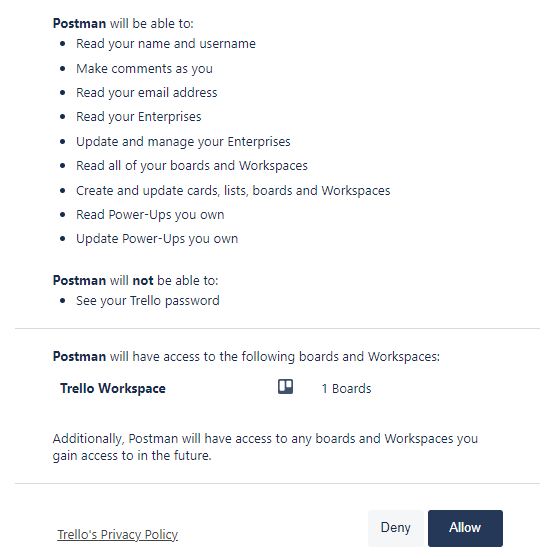 Postman will be able to:
Read your name and username
Make comments as you
Read your email address
Read your Enterprises
Update and manage your Enterprises
Read all of your boards and Workspaces
Create and update cards, lists, boards and Workspaces
Read Power-Ups you own
Update Power-Ups you own
Postman will not be able to:
See your Trello password
Postman will have access to the following boards and Workspaces:
Trello Workspace 1 Boards
Additionally, Postman will have access to any boards and Workspaces you
gain access to in the future.
Trello's Privacy Policy Deny Allow